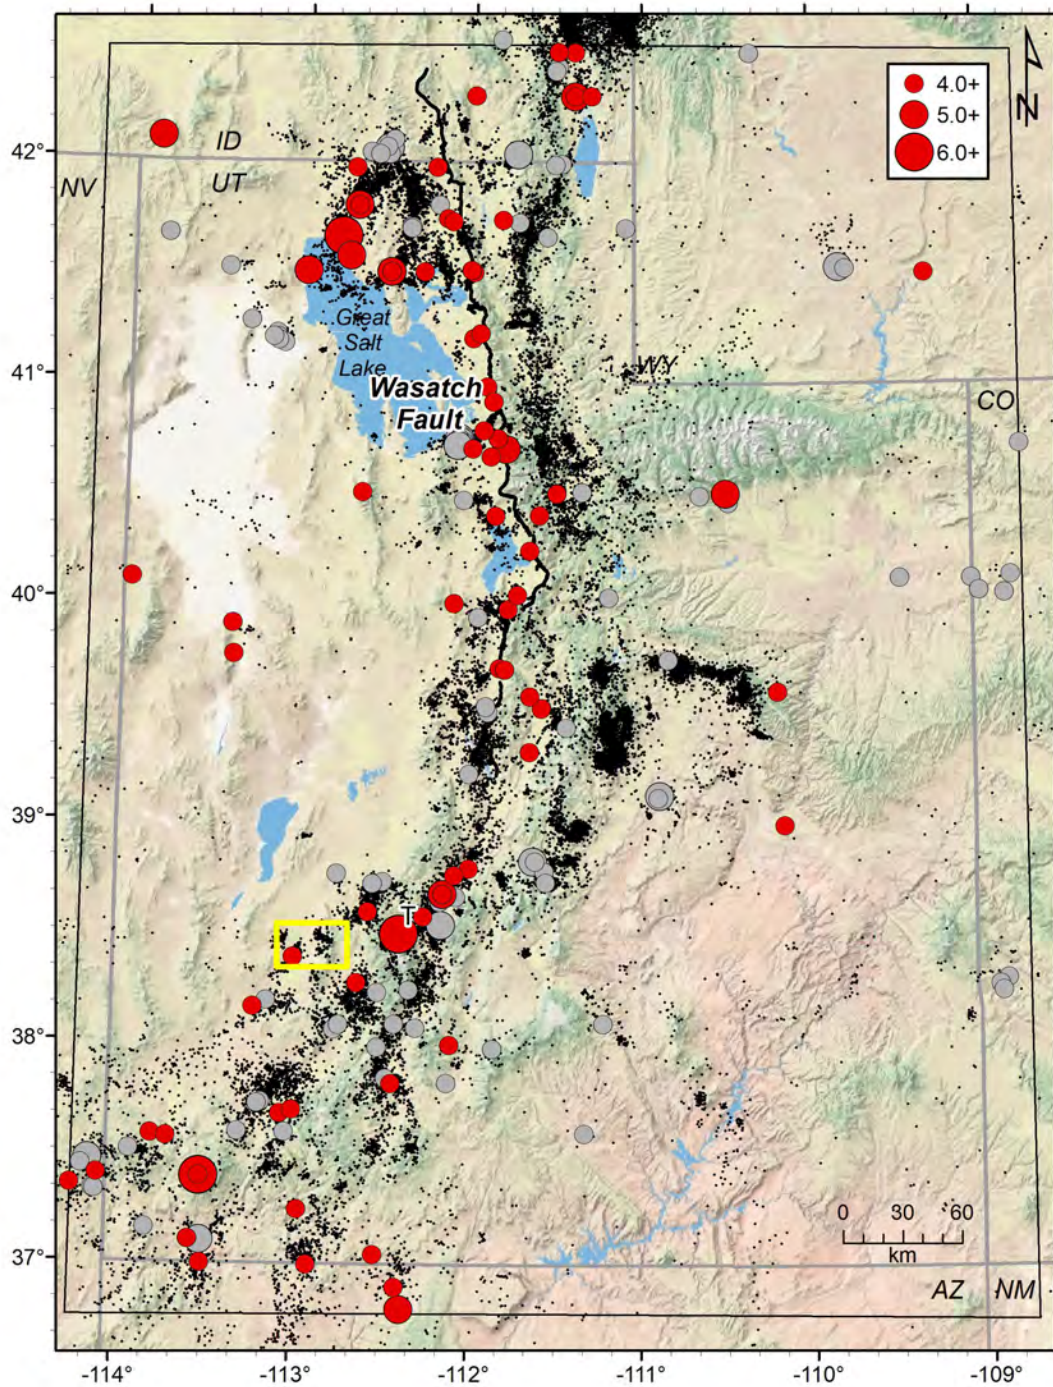 N
4.0+
5.0+
6.0+
42°
ID
UT
NV
Great
Salt
Lake
41°
WY
CO
Wasatch
Fault
40°
39°
T
38°
0 30 60
km
37°
AZ NM
-114° -113° -112° -111° -110° -109°